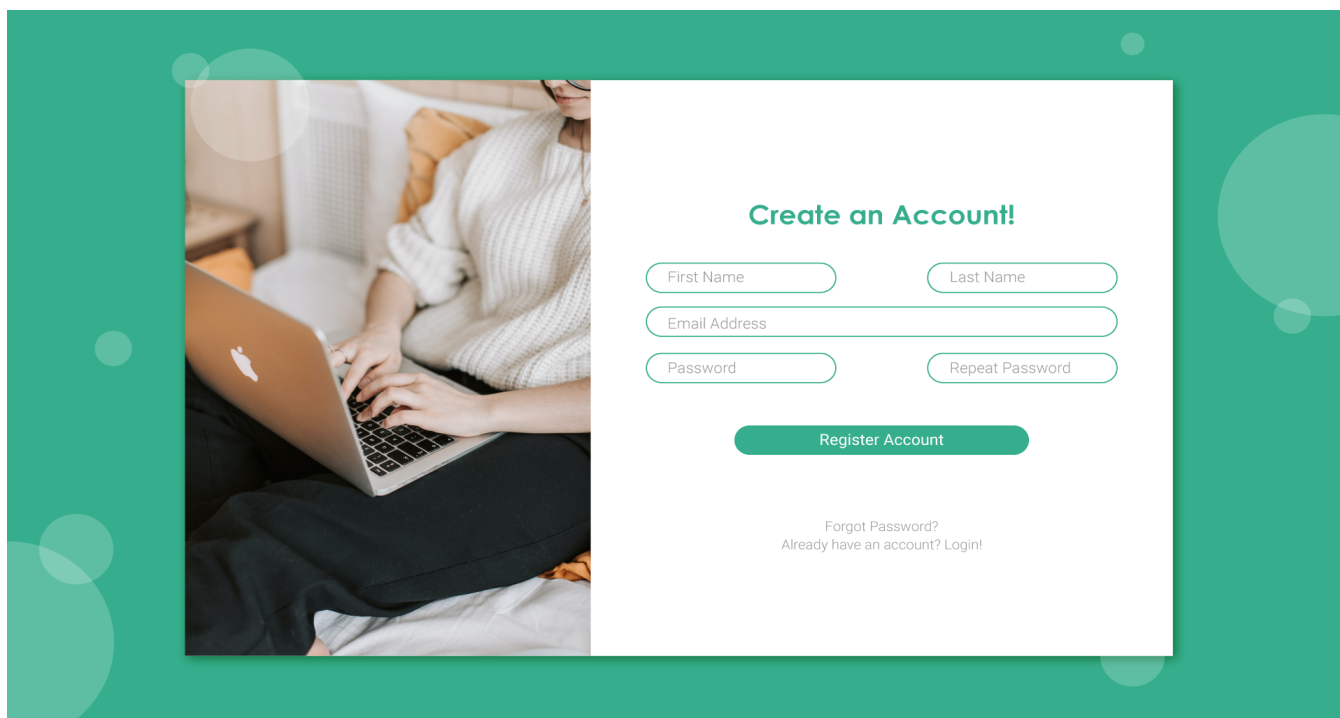 Create an Account!
First Name
Last Name
Email Address
Password
Repeat Password
Register Account
Forgot Password?
Already have an account? Login!